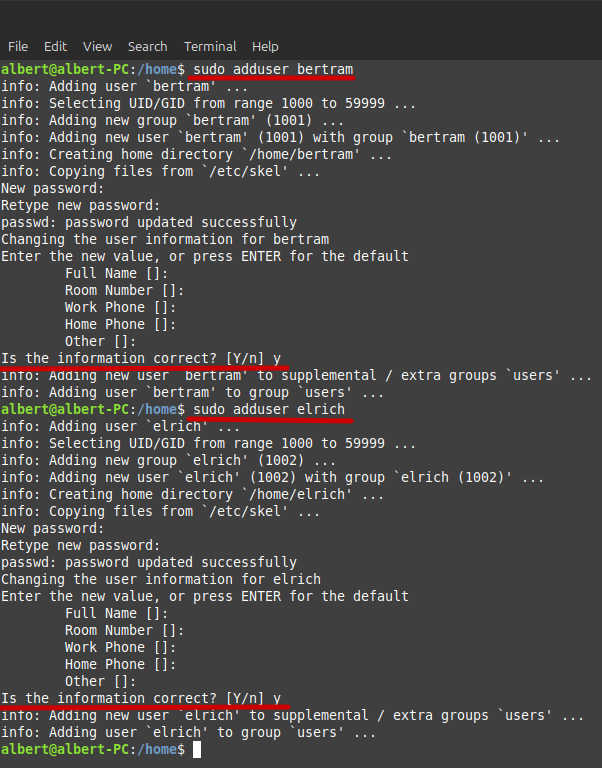 File Edit View Search Terminal Help
albert@albert-PC:/home$ sudo adduser bertram
info: Adding user `bertram' ...
info: Selecting UID/GID from range 1000 to 59999 ...
info: Adding new group `bertram' (1001) ...
info: Adding new user `bertram' (1001) with group `bertram (1001)' ...
info: Creating home directory `/home/bertram' ...
info: Copying files from `/etc/skel' ...
New password:
Retype new password:
passwd: password updated successfully
Changing the user information for bertram
Enter the new value, or press ENTER for the default
        Full Name []:
        Room Number []:
        Work Phone []:
        Home Phone []:
        Other []:
Is the information correct? [Y/n] y
info: Adding new user `bertram' to supplemental / extra groups `users' ...
info: Adding user `bertram' to group `users' ...
albert@albert-PC:/home$ sudo adduser elrich
info: Adding user `elrich' ...
info: Selecting UID/GID from range 1000 to 59999 ...
info: Adding new group `elrich' (1002) ...
info: Adding new user `elrich' (1002) with group `elrich (1002)' ...
info: Creating home directory `/home/elrich' ...
info: Copying files from `/etc/skel' ...
New password:
Retype new password:
passwd: password updated successfully
Changing the user information for elrich
Enter the new value, or press ENTER for the default
        Full Name []:
        Room Number []:
        Work Phone []:
        Home Phone []:
        Other []:
Is the information correct? [Y/n] y
info: Adding new user `elrich' to supplemental / extra groups `users' ...
info: Adding user `elrich' to group `users' ...
albert@albert-PC:/home$